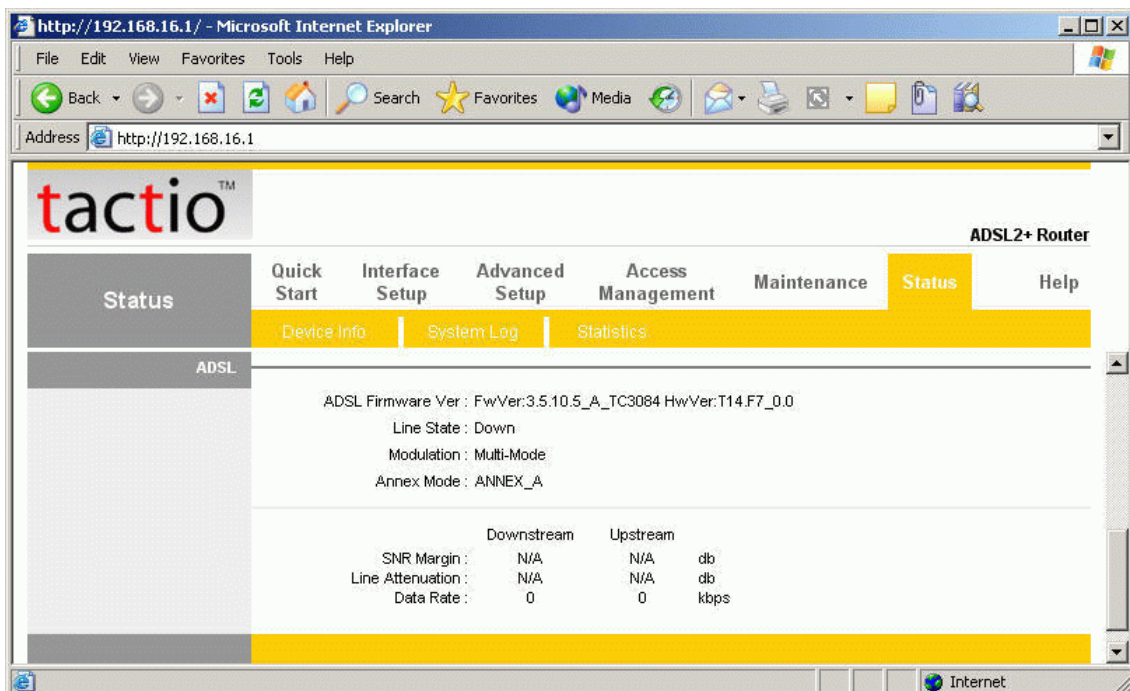 http://192.168.16.1/ - Microsoft Internet Explorer
File Edit View Favorites Tools Help
Back Search Favorites Media
Address http://192.168.16.1
tactio™
ADSL2+ Router
Status
Quick Start
Interface Setup
Advanced Setup
Access Management
Maintenance
Status
Help
Device Info
System Log
Statistics
ADSL
ADSL Firmware Ver : FwVer:3.5.10.5_A_TC3084 HwVer:T14.F7_0.0
Line State : Down
Modulation : Multi-Mode
Annex Mode : ANNEX_A
Downstream Upstream
SNR Margin : N/A N/A db
Line Attenuation : N/A N/A db
Data Rate : 0 0 kbps
Internet